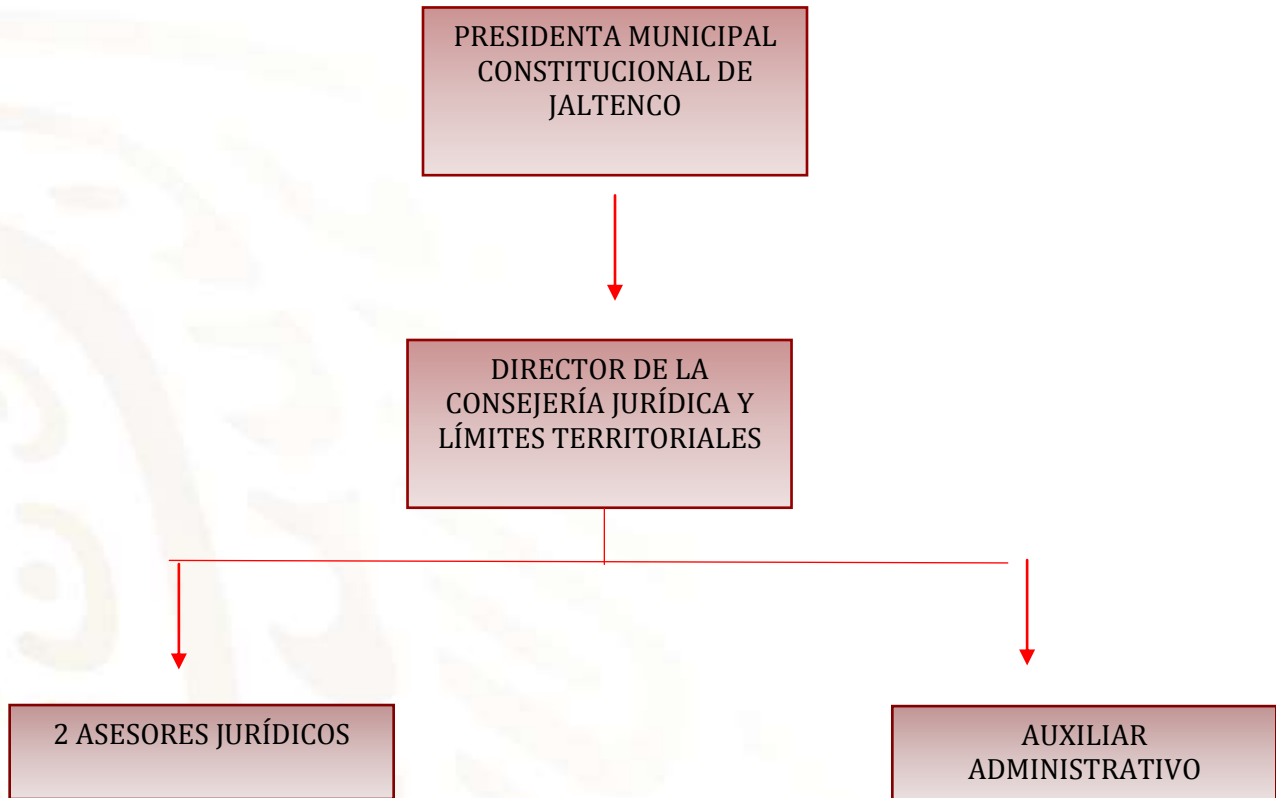 PRESIDENTA MUNICIPAL
CONSTITUCIONAL DE
JALTENCO
DIRECTOR DE LA
CONSEJERÍA JURÍDICA Y
LÍMITES TERRITORIALES
2 ASESORES JURÍDICOS
AUXILIAR
ADMINISTRATIVO